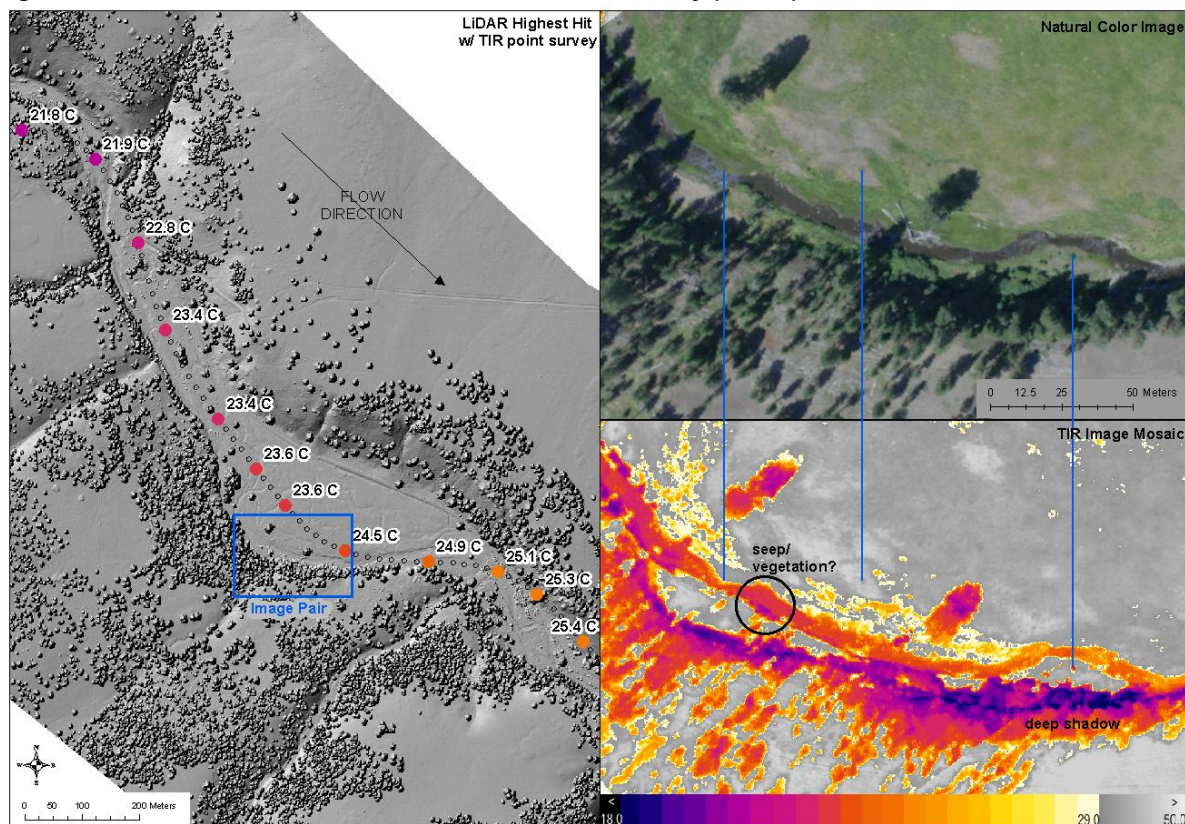 LiDAR Highest Hit
w/ TIR point survey
21.8 C
21.9 C
22.8 C
FLOW
DIRECTION
23.4 C
23.4 C
23.6 C
23.6 C
24.5 C
24.9 C
25.1 C
25.3 C
25.4 C
Image Pair
N
W E
S
0 50 100 200 Meters
Natural Color Image
0 12.5 25 50 Meters
TIR Image Mosaic
seep/
vegetation?
deep shadow
< >
18.0 29.0 50.0